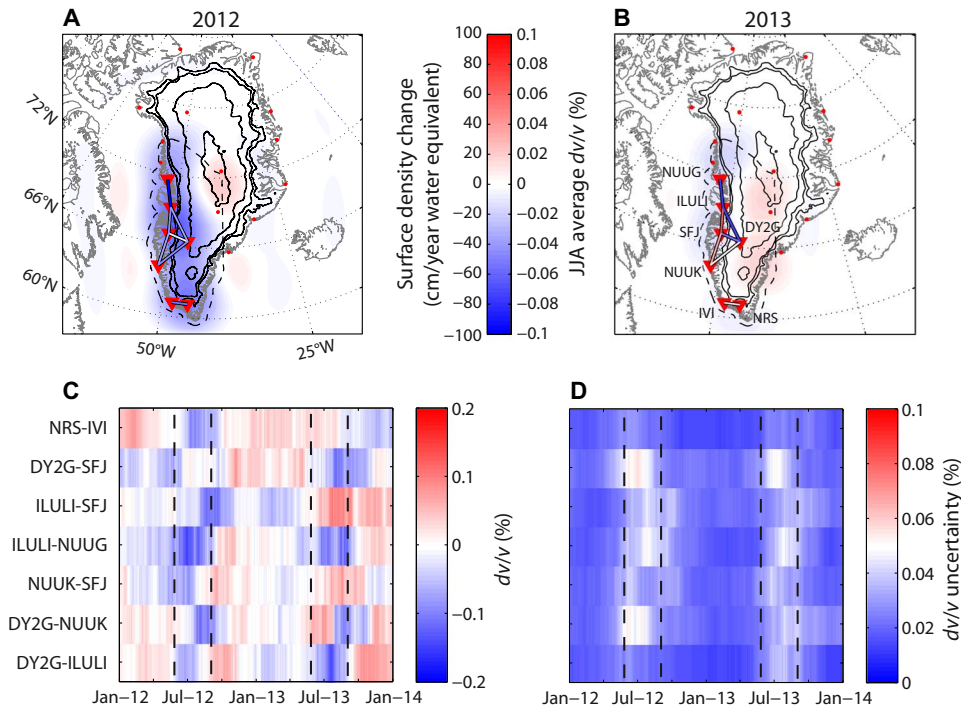 A
2012
72°N
66°N
60°N
50°W
25°W
Surface density change
(cm/year water equivalent)
100
80
60
40
20
0
−20
−40
−60
−80
−100
0.1
0.08
0.06
0.04
0.02
0
−0.02
−0.04
−0.06
−0.08
−0.1
JJA average dv/v (%)
B
2013
NUUG
ILULI
SFJ
DY2G
NUUK
IVI
NRS
C
NRS-IVI
DY2G-SFJ
ILULI-SFJ
ILULI-NUUG
NUUK-SFJ
DY2G-NUUK
DY2G-ILULI
Jan−12
Jul−12
Jan−13
Jul−13
Jan−14
0.2
0.1
0
−0.1
−0.2
dv/v (%)
D
Jan−12
Jul−12
Jan−13
Jul−13
Jan−14
0.1
0.08
0.06
0.04
0.02
0
dv/v uncertainty (%)